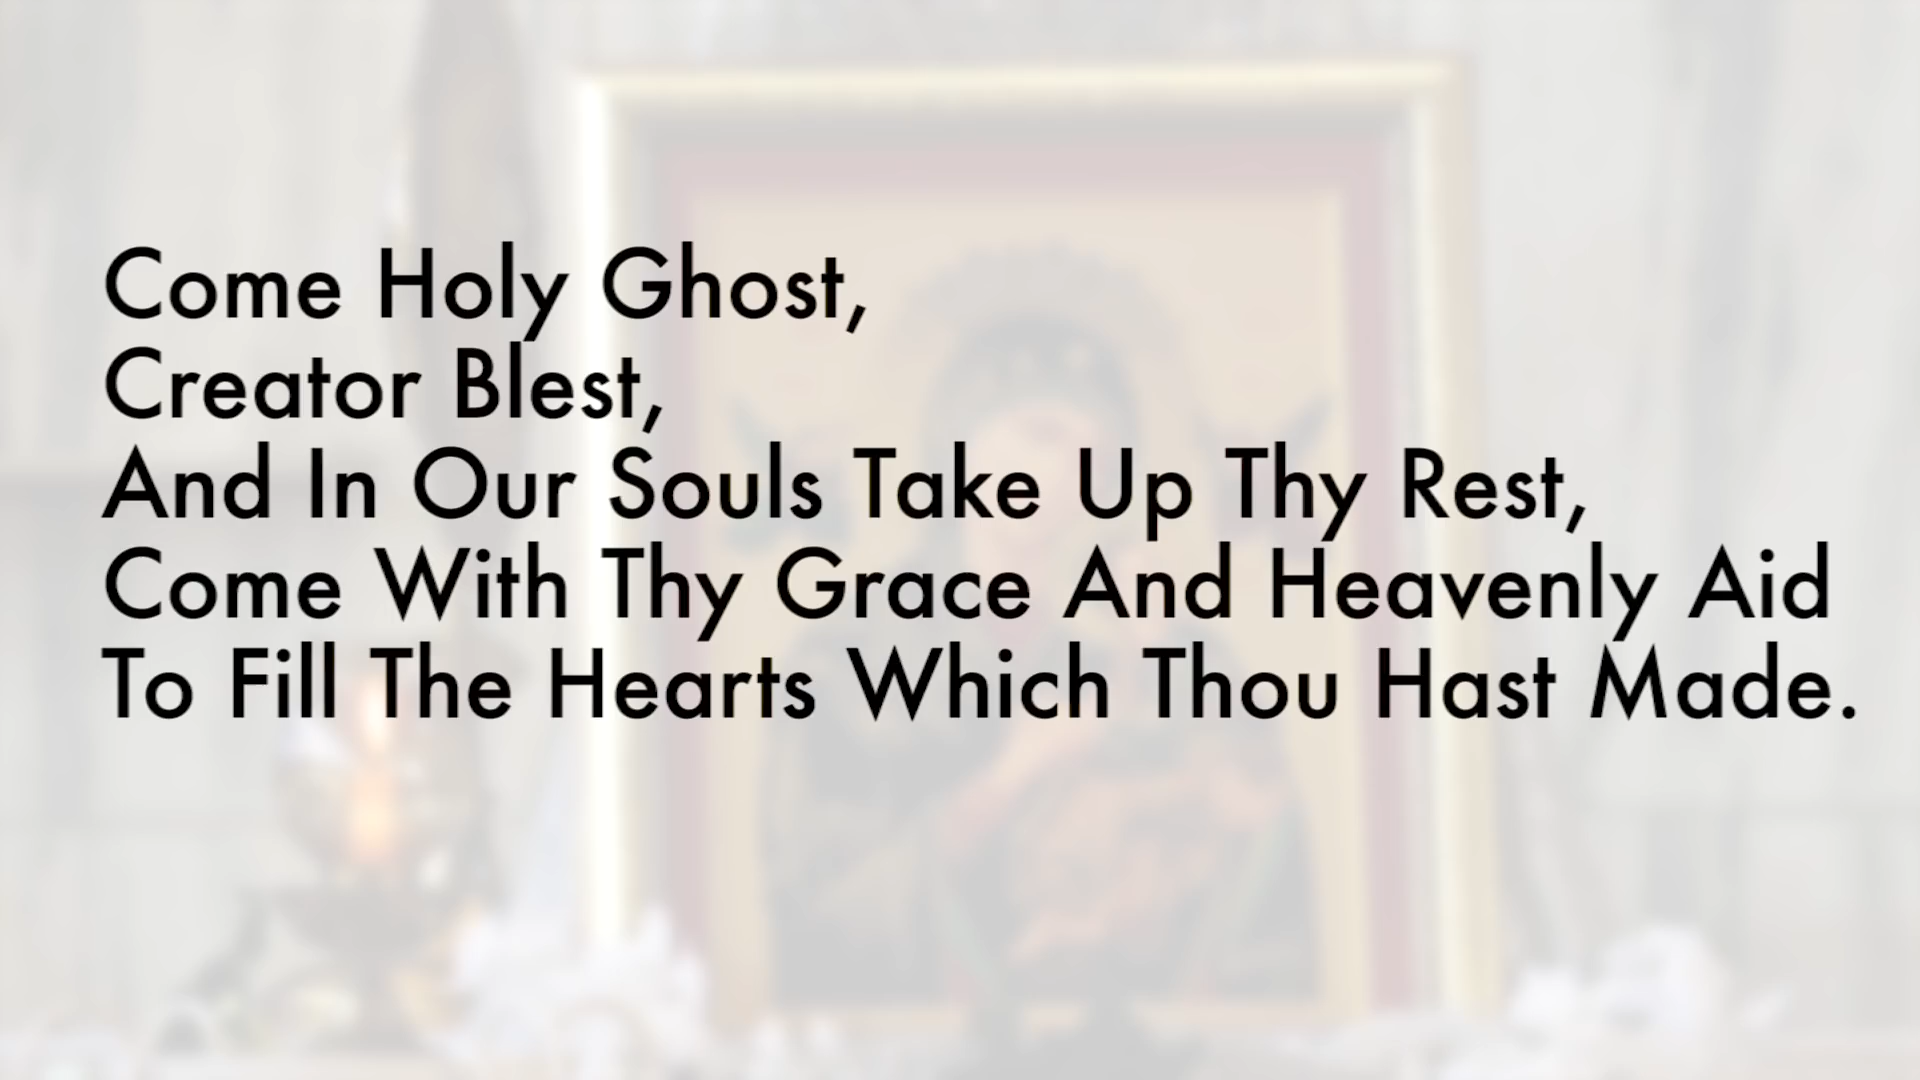 Come Holy Ghost,
Creator Blest,
And In Our Souls Take Up Thy Rest,
Come With Thy Grace And Heavenly Aid
To Fill The Hearts Which Thou Hast Made.